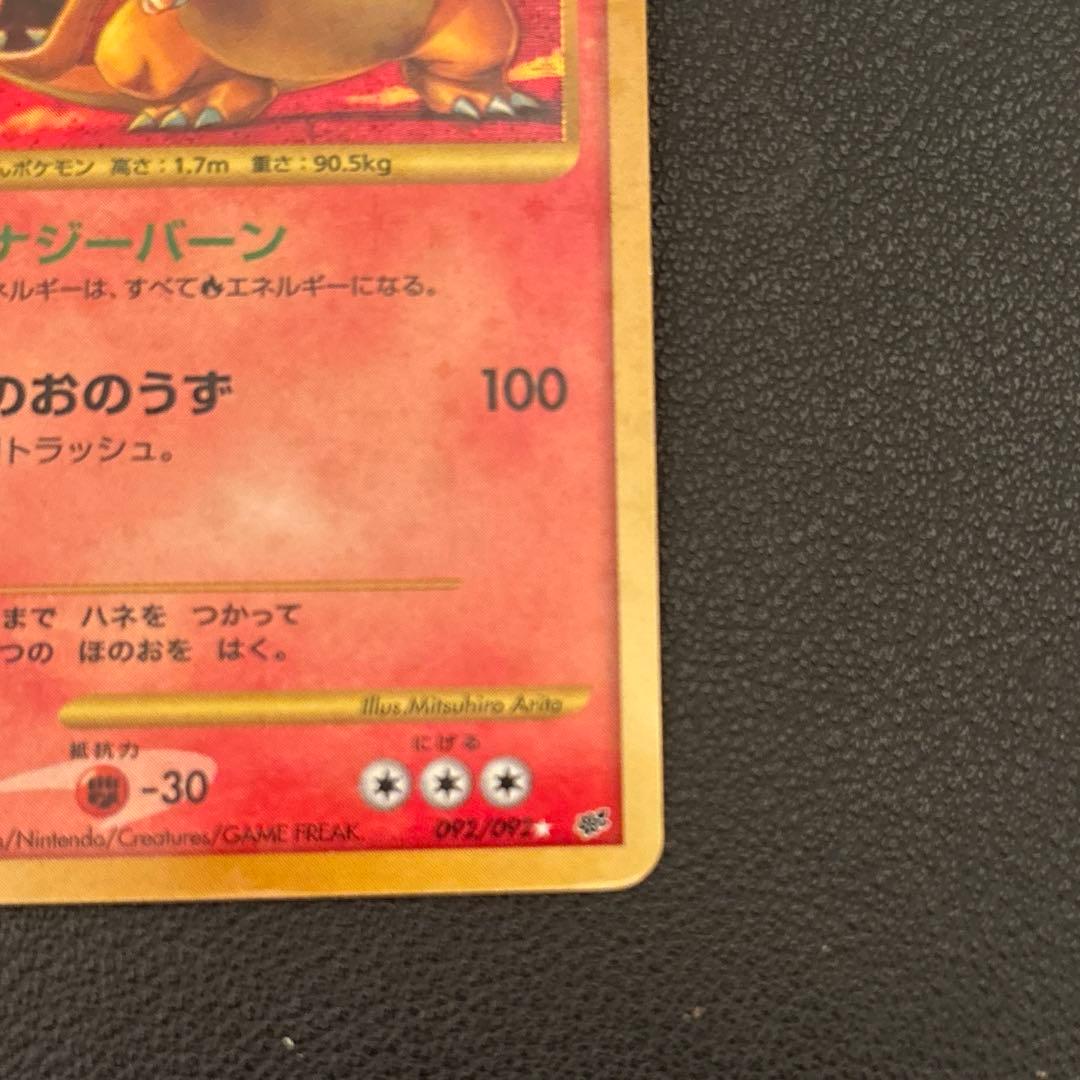 んポケモン 高さ：1.7m 重さ：90.5kg
ナジーバーン
ネルギーは、すべてエネルギーになる。
のおのうず 100
トラッシュ。
まで ハネを つかって
つの ほのおを はく。
Illus.Mitsuhiro Arita
抵抗力 にげる
-30
/Nintendo/Creatures/GAME FREAK. 092/092